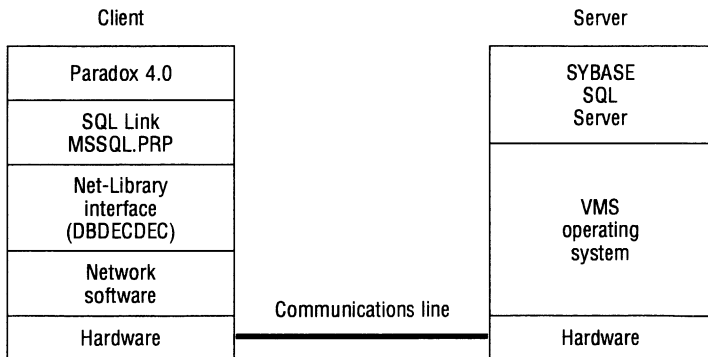 Client
Paradox 4.0
SQL Link
MSSQL.PRP
Net-Library
interface
(DBDECDEC)
Network
software
Hardware
Communications line
Server
SYBASE
SQL
Server
VMS
operating
system
Hardware